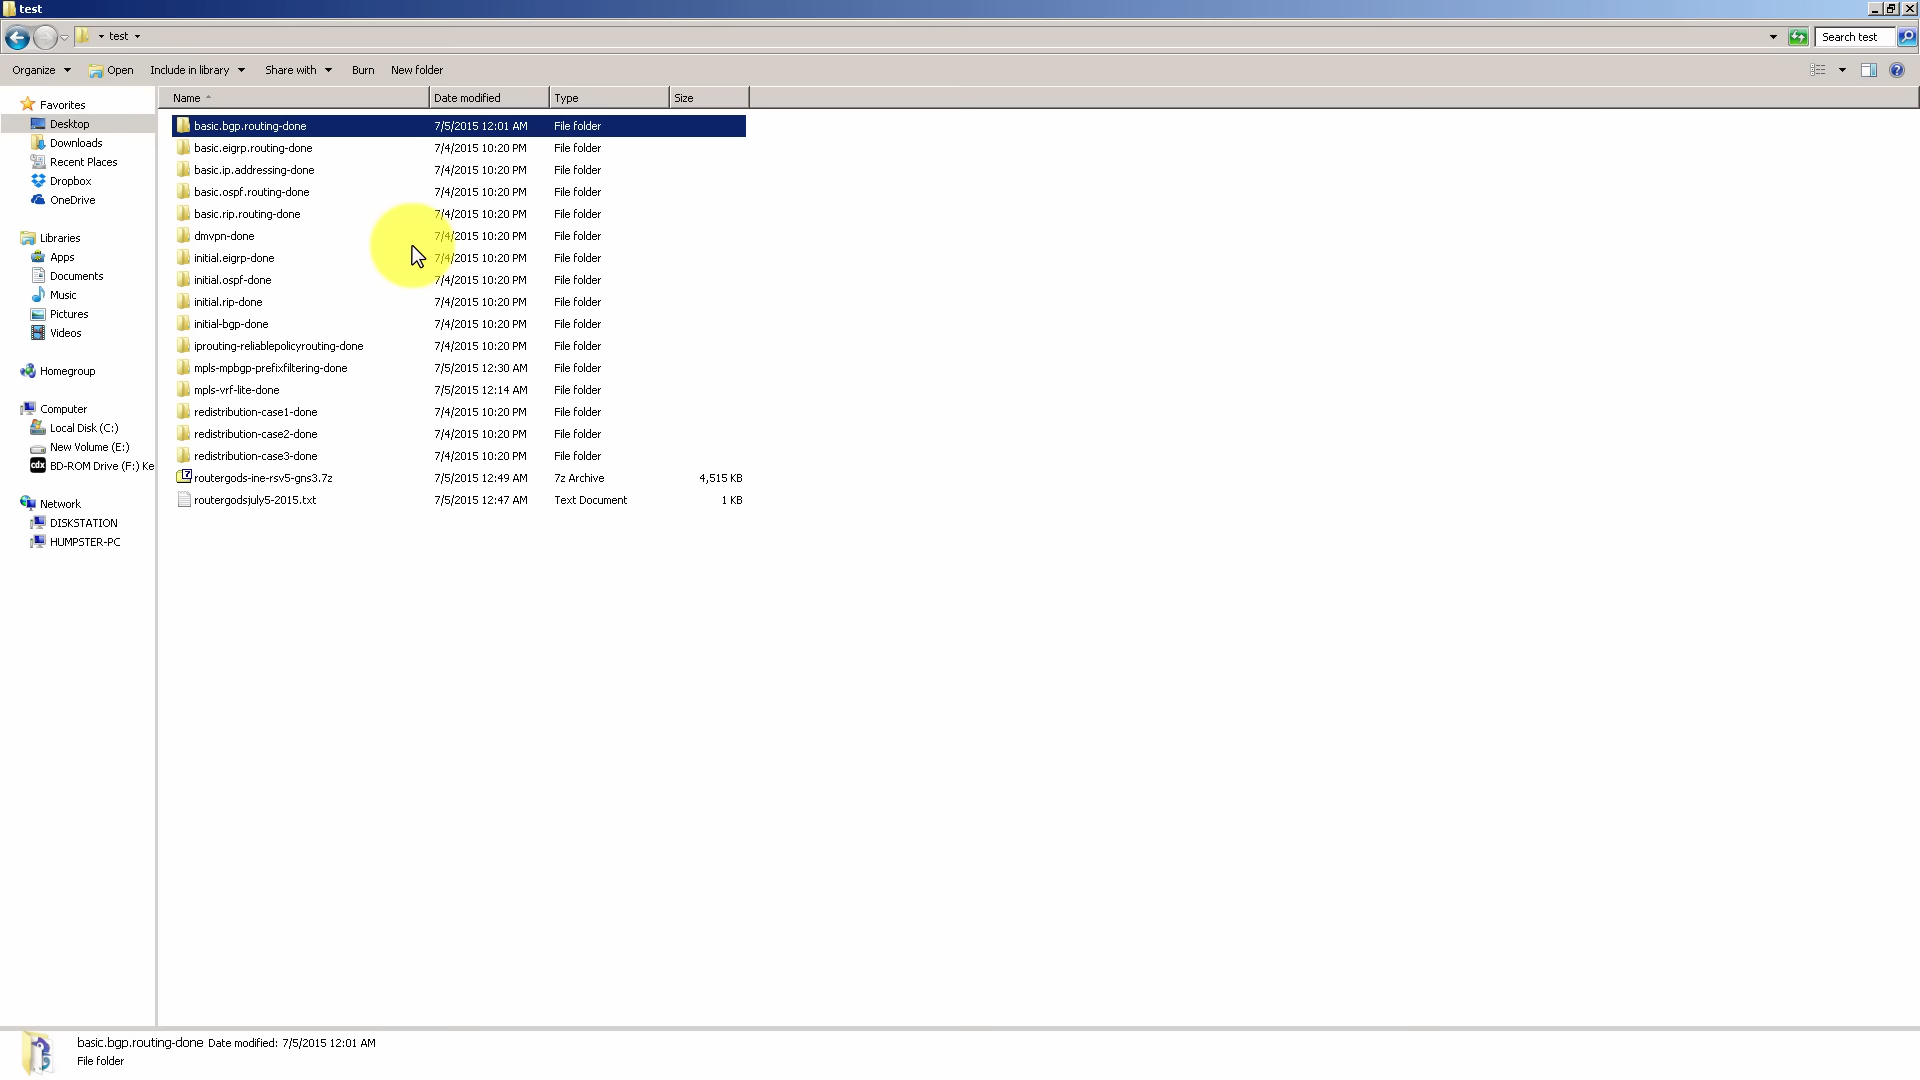 test
test
Search test
Organize Open Include in library Share with Burn New folder
Name Date modified Type Size
Favorites
Desktop
Downloads
Recent Places
Dropbox
OneDrive
Libraries
Apps
Documents
Music
Pictures
Videos
Homegroup
Computer
Local Disk (C:)
New Volume (E:)
BD-ROM Drive (F:) Ke
Network
DISKSTATION
HUMPSTER-PC
basic.bgp.routing-done 7/5/2015 12:01 AM File folder
basic.eigrp.routing-done 7/4/2015 10:20 PM File folder
basic.ip.addressing-done 7/4/2015 10:20 PM File folder
basic.ospf.routing-done 7/4/2015 10:20 PM File folder
basic.rip.routing-done 7/4/2015 10:20 PM File folder
dmvpn-done 7/4/2015 10:20 PM File folder
initial.eigrp-done 7/4/2015 10:20 PM File folder
initial.ospf-done 7/4/2015 10:20 PM File folder
initial.rip-done 7/4/2015 10:20 PM File folder
initial-bgp-done 7/4/2015 10:20 PM File folder
iprouting-reliablepolicyrouting-done 7/4/2015 10:20 PM File folder
mpls-mpbgp-prefixfiltering-done 7/5/2015 12:30 AM File folder
mpls-vrf-lite-done 7/5/2015 12:14 AM File folder
redistribution-case1-done 7/4/2015 10:20 PM File folder
redistribution-case2-done 7/4/2015 10:20 PM File folder
redistribution-case3-done 7/4/2015 10:20 PM File folder
routergods-ine-rsv5-gns3.7z 7/5/2015 12:49 AM 7z Archive 4,515 KB
routergodsjuly5-2015.txt 7/5/2015 12:47 AM Text Document 1 KB
basic.bgp.routing-done Date modified: 7/5/2015 12:01 AM
File folder